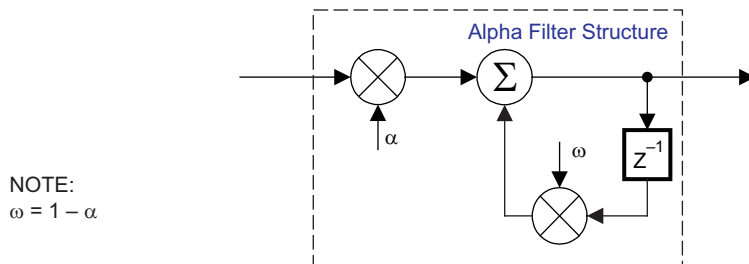 Alpha Filter Structure
Σ
α
ω
Z⁻¹
NOTE:
ω = 1 – α